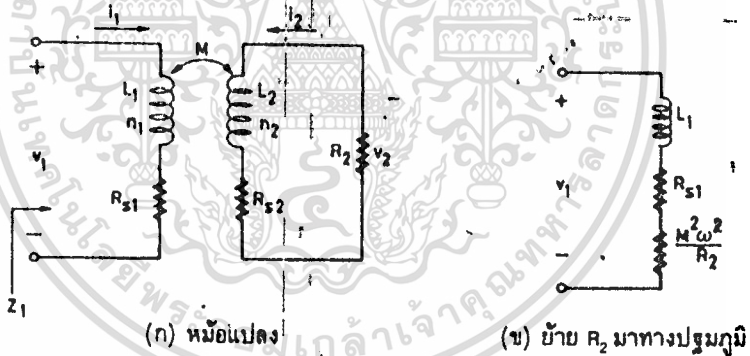 i₁
i₂
M
+
L₁
n₁
L₂
n₂
v₁
R₂
v₂
Rs1
Rs2
−
Z₁
(ก) หม้อแปลง
+
L₁
v₁
Rs1
M²ω²
R₂
−
(ข) ย้าย R₂ มาทางปฐมภูมิ